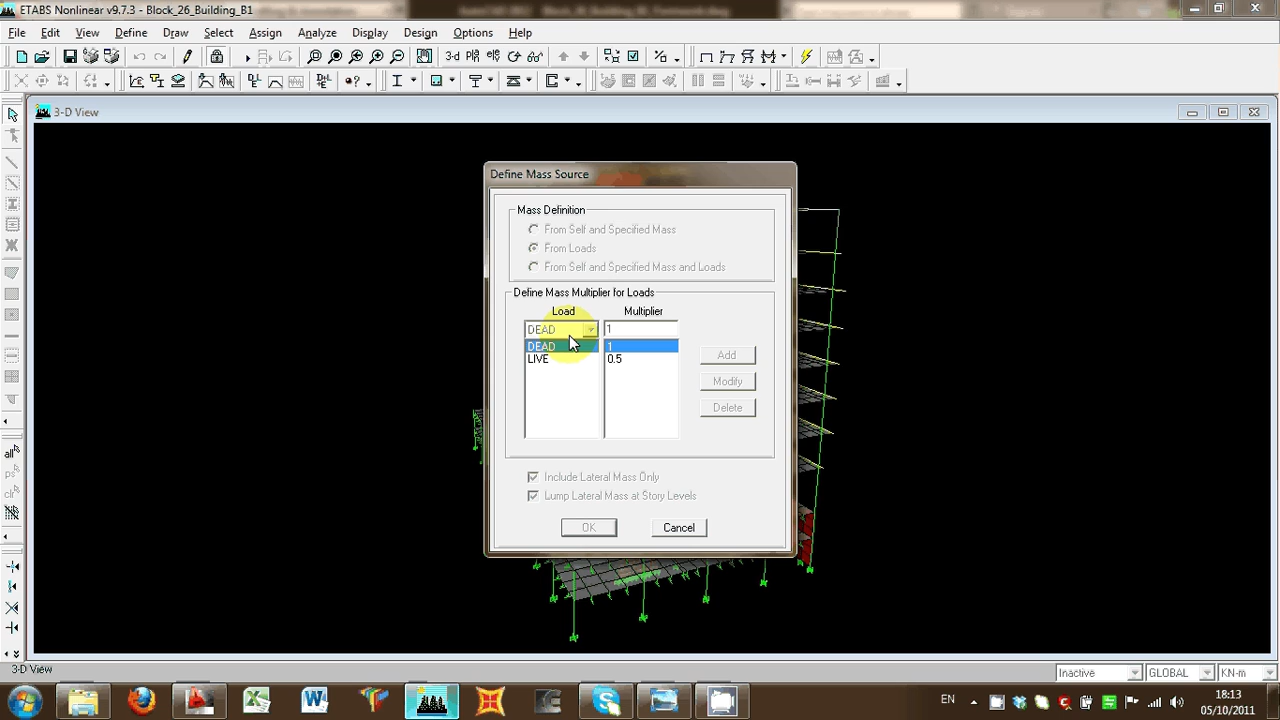 ETABS Nonlinear v9.7.3 - Block_26_Building_B1
File Edit View Define Draw Select Assign Analyze Display Design Options Help
3-d
3-D View
Define Mass Source
Mass Definition
From Self and Specified Mass
From Loads
From Self and Specified Mass and Loads
Define Mass Multiplier for Loads
Load Multiplier
DEAD 1
DEAD 1
LIVE 0.5
Add
Modify
Delete
Include Lateral Mass Only
Lump Lateral Mass at Story Levels
OK Cancel
all
ps
clr
3-D View
Inactive GLOBAL KN-m
EN
18:13
05/10/2011